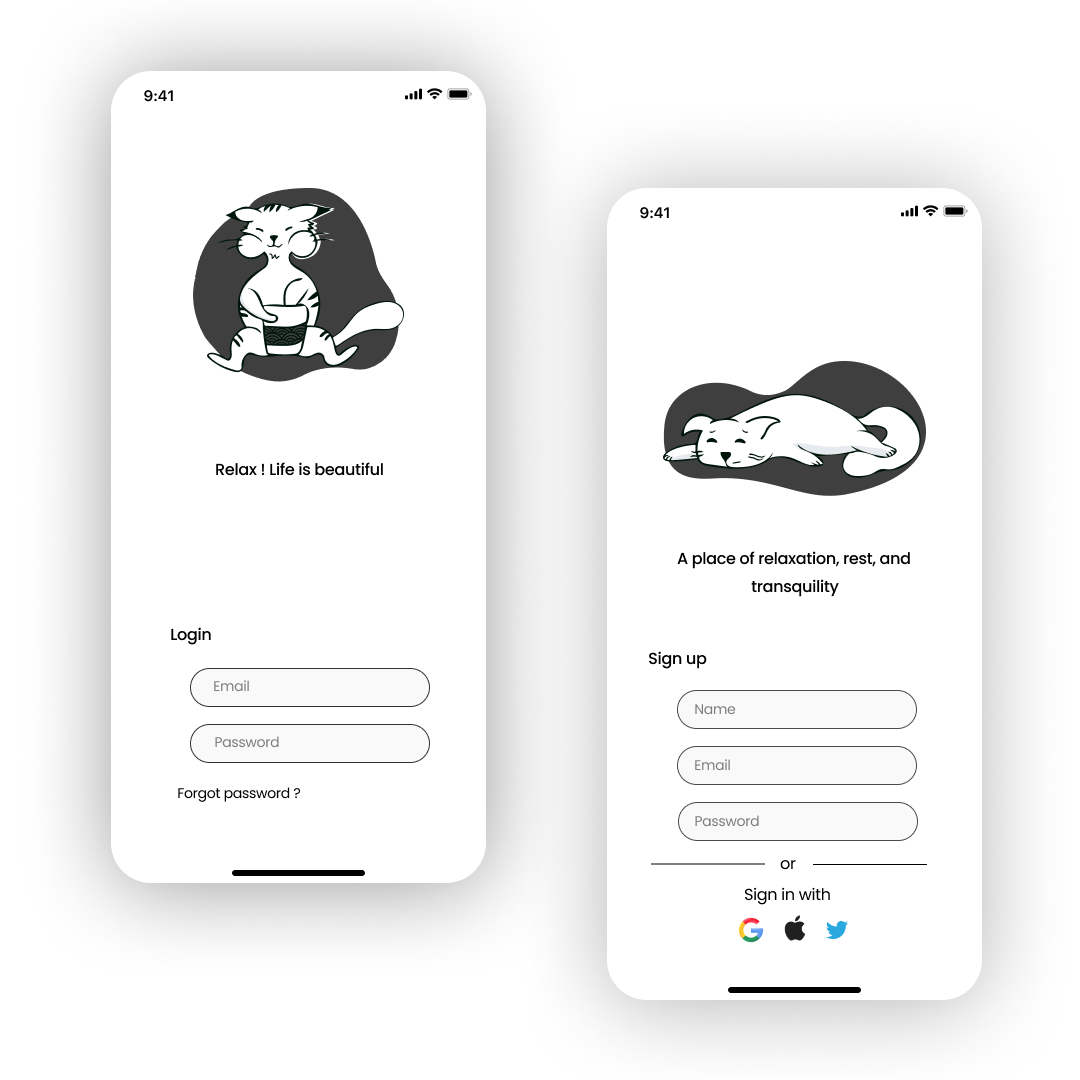 9:41
Relax ! Life is beautiful
Login
Email
Password
Forgot password ?
9:41
A place of relaxation, rest, and
transquility
Sign up
Name
Email
Password
or
Sign in with